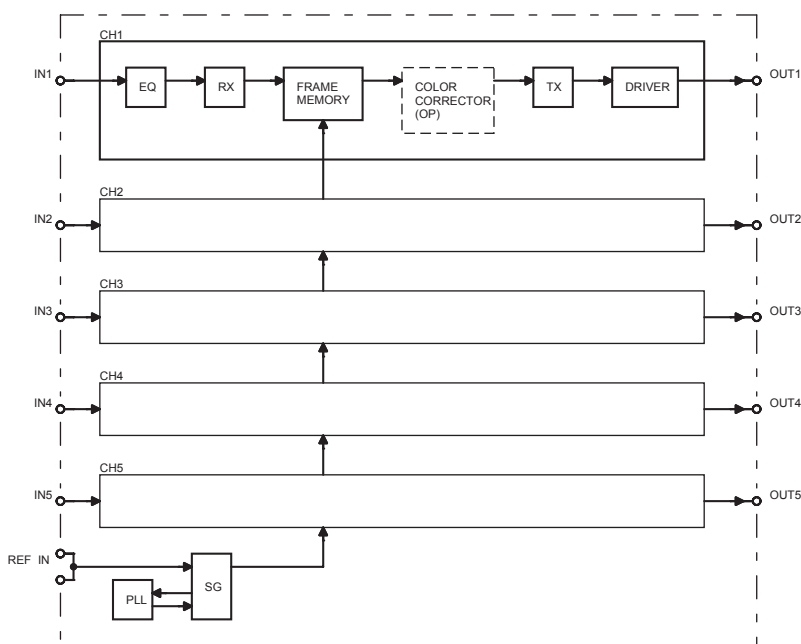 CH1
IN1
EQ
RX
FRAME
MEMORY
COLOR
CORRECTOR
(OP)
TX
DRIVER
OUT1
CH2
IN2
OUT2
CH3
IN3
OUT3
CH4
IN4
OUT4
CH5
IN5
OUT5
REF IN
PLL
SG